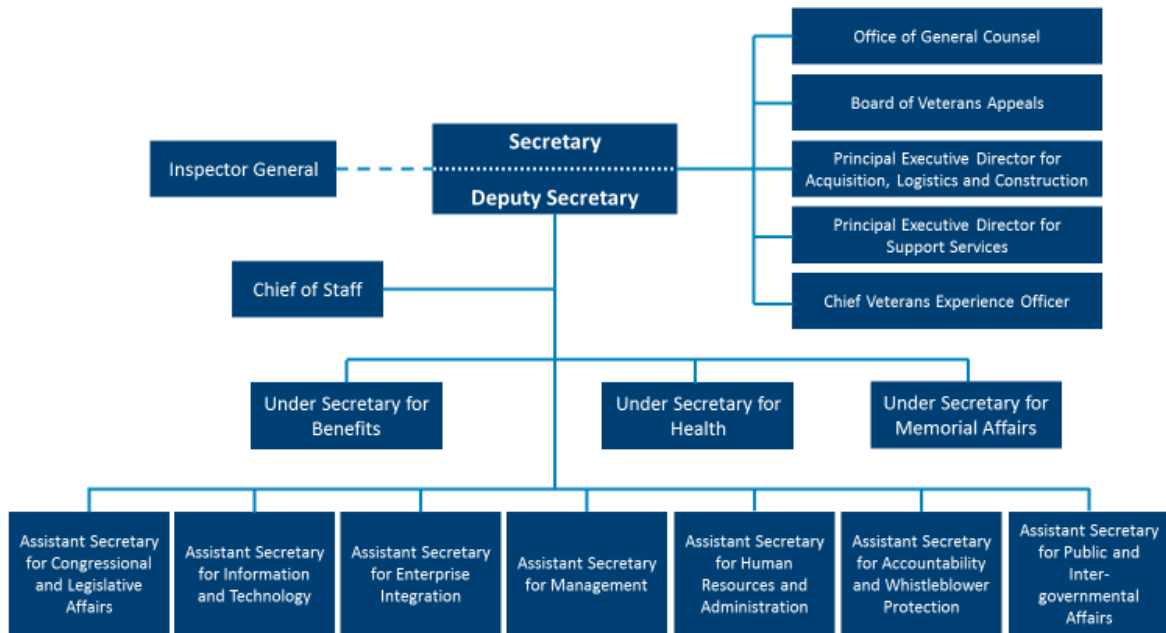 Office of General Counsel
Board of Veterans Appeals
Secretary
Inspector General
Principal Executive Director for
Acquisition, Logistics and Construction
Deputy Secretary
Principal Executive Director for
Support Services
Chief of Staff
Chief Veterans Experience Officer
Under Secretary for
Benefits
Under Secretary for
Health
Under Secretary for
Memorial Affairs
Assistant Secretary
for Congressional
and Legislative
Affairs
Assistant Secretary
for Information
and Technology
Assistant Secretary
for Enterprise
Integration
Assistant Secretary
for Management
Assistant Secretary
for Human
Resources and
Administration
Assistant Secretary
for Accountability
and Whistleblower
Protection
Assistant Secretary
for Public and
Inter-
governmental
Affairs